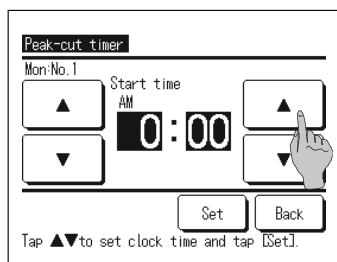 Peak-cut timer
Mon:No.1
Start time
AM
0:00
Set Back
Tap ▲▼to set clock time and tap [Set].